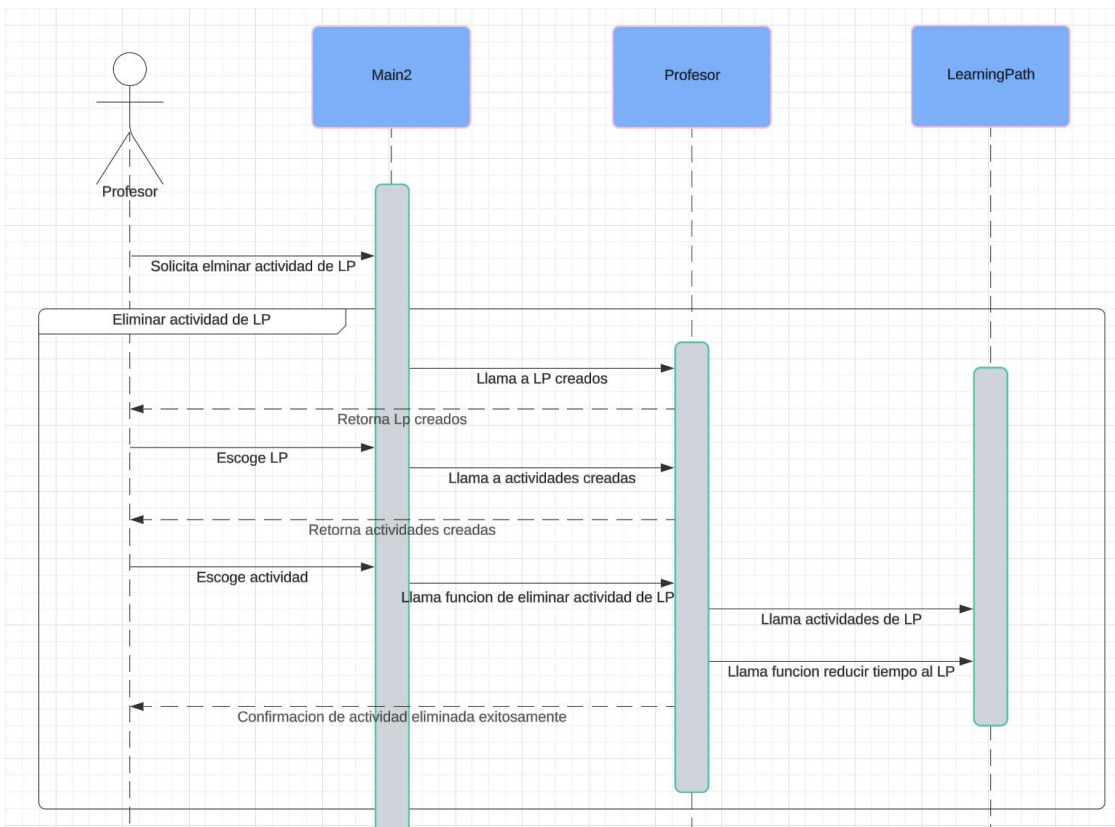 Main2
Profesor
LearningPath
Profesor
Solicita elminar actividad de LP
Eliminar actividad de LP
Llama a LP creados
Retorna Lp creados
Escoge LP
Llama a actividades creadas
Retorna actividades creadas
Escoge actividad
Llama funcion de eliminar actividad de LP
Llama actividades de LP
Llama funcion reducir tiempo al LP
Confirmacion de actividad eliminada exitosamente